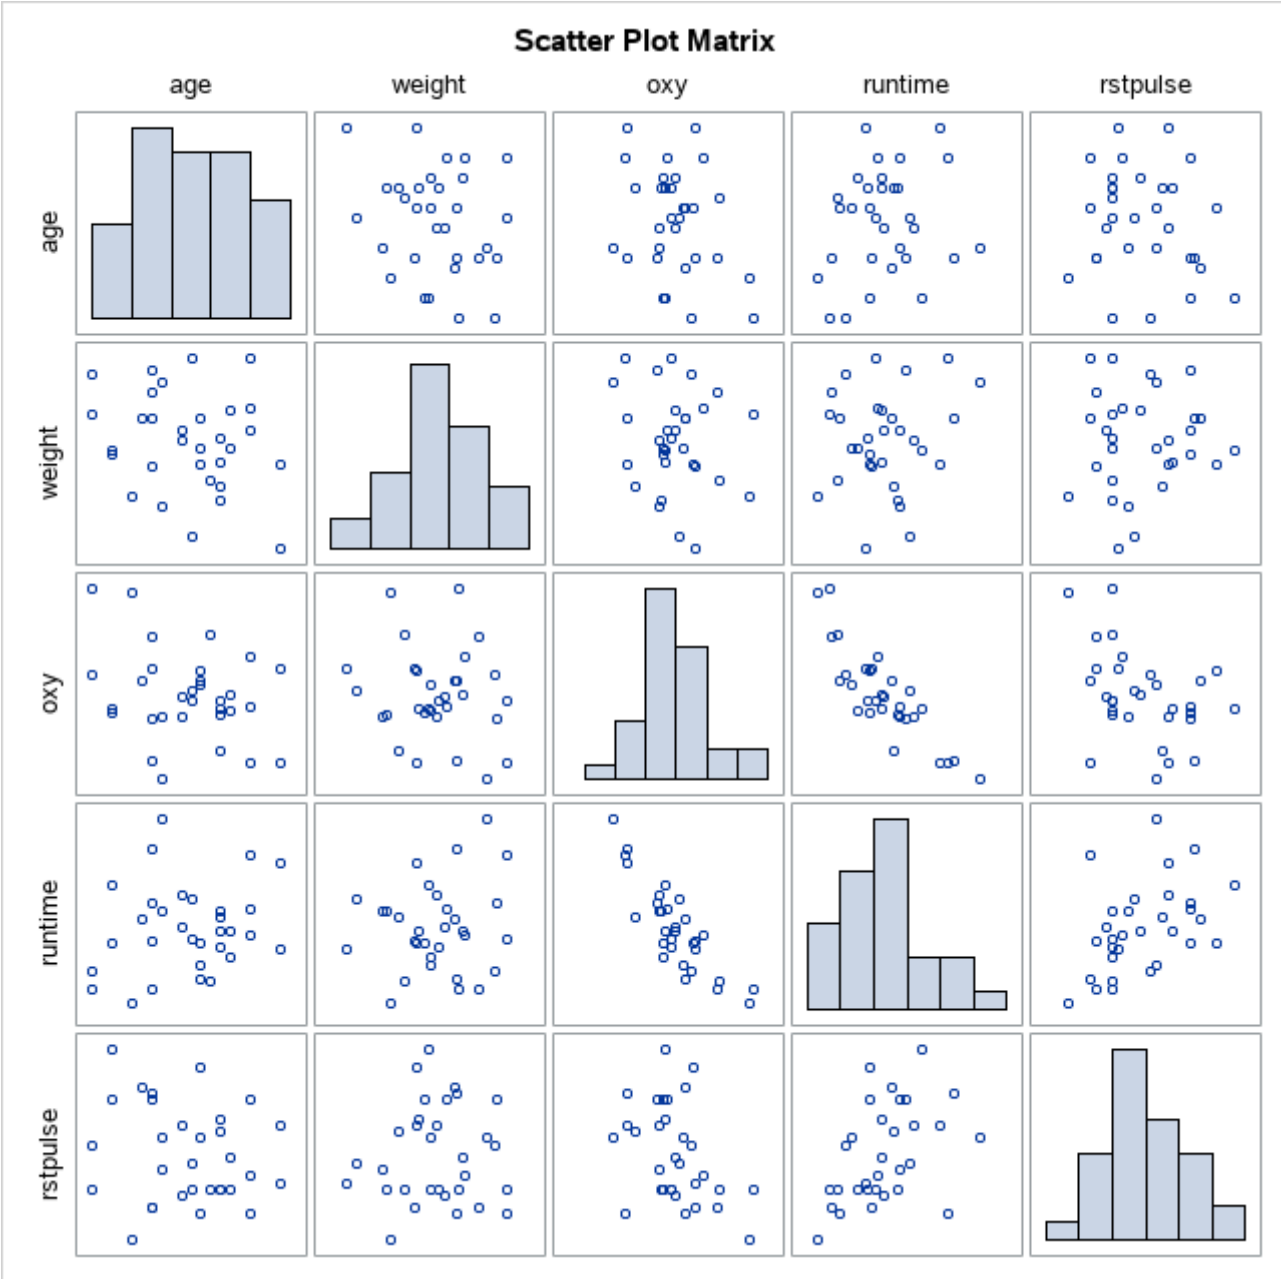 Scatter Plot Matrix
age weight oxy runtime rstpulse
age
weight
oxy
runtime
rstpulse